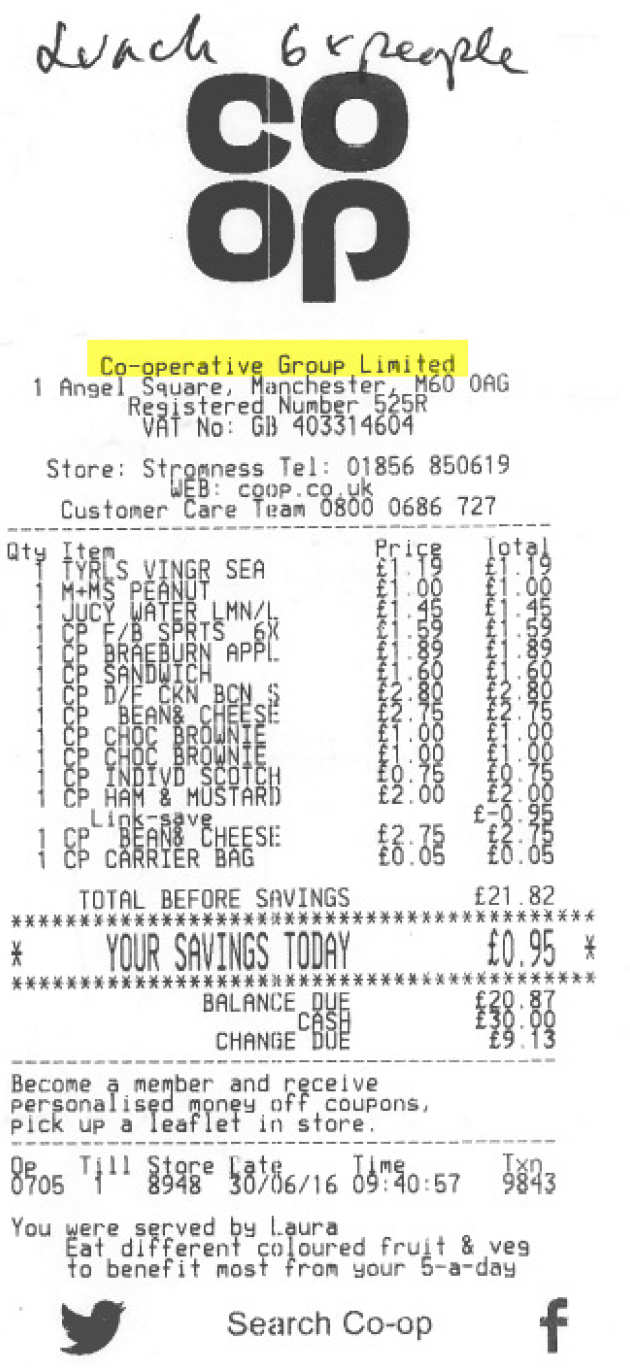 Lunch 6 x people
CO
OP
Co-operative Group Limited
1 Angel Square, Manchester, M60 0AG
Registered Number 525R
VAT No: GB 403314604
Store: Stromness Tel: 01856 850619
WEB: coop.co.uk
Customer Care Team 0800 0686 727
Qty Item Price Total
1 TYRLS VINGR SEA £1.19 £1.19
1 M+MS PEANUT £1.00 £1.00
1 JUCY WATER LMN/L £1.45 £1.45
1 CP F/B SPRTS 6X £1.59 £1.59
1 CP BRAEBURN APPL £1.89 £1.89
1 CP SANDWICH £1.60 £1.60
1 CP D/F CKN BCN S £2.80 £2.80
1 CP BEAN& CHEESE £2.75 £2.75
1 CP CHOC BROWNIE £1.00 £1.00
1 CP CHOC BROWNIE £1.00 £1.00
1 CP INDIVD SCOTCH £0.75 £0.75
1 CP HAM & MUSTARD £2.00 £2.00
Link-save £-0.95
1 CP BEAN& CHEESE £2.75 £2.75
1 CP CARRIER BAG £0.05 £0.05
TOTAL BEFORE SAVINGS £21.82
*******************************************
* YOUR SAVINGS TODAY £0.95 *
*******************************************
BALANCE DUE £20.87
CASH £30.00
CHANGE DUE £9.13
Become a member and receive
personalised money off coupons,
pick up a leaflet in store.
Op Till Store Date Time Txn
0705 1 8948 30/06/16 09:40:57 9843
You were served by Laura
Eat different coloured fruit & veg
to benefit most from your 5-a-day
Search Co-op